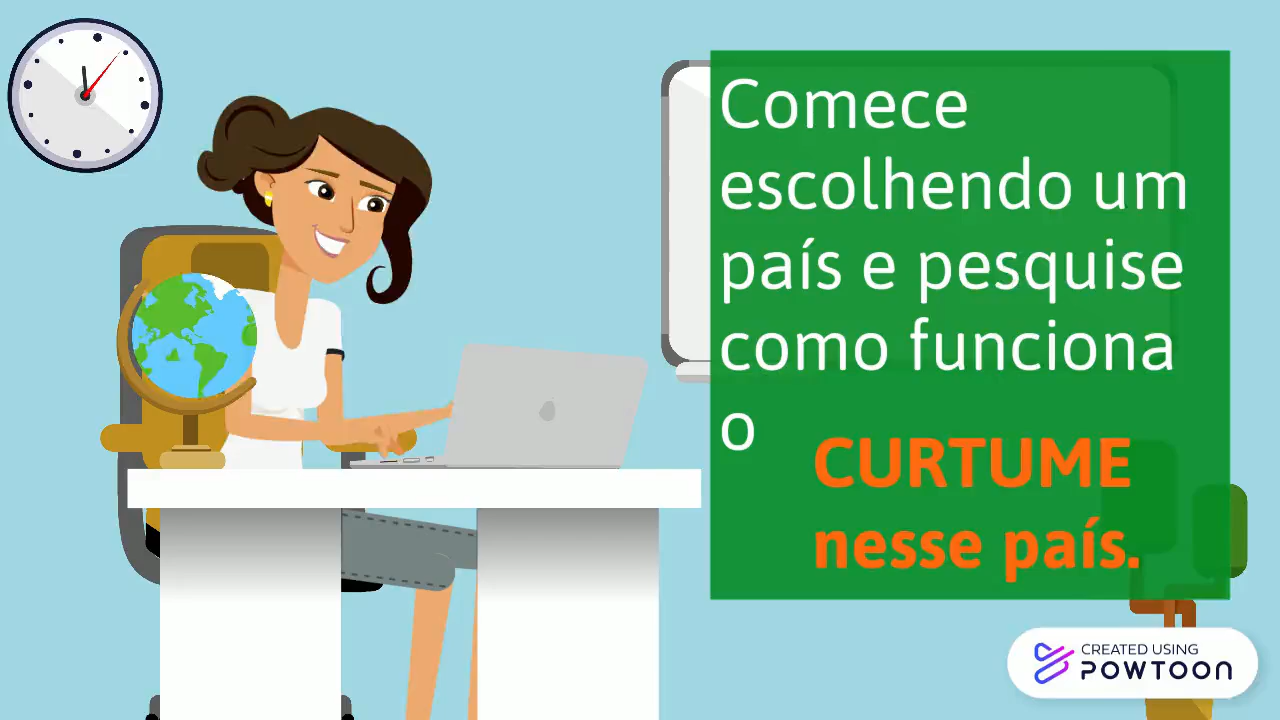 Comece
escolhendo um
país e pesquise
como funciona
o
CURTUME
nesse país.
CREATED USING
POWTOON